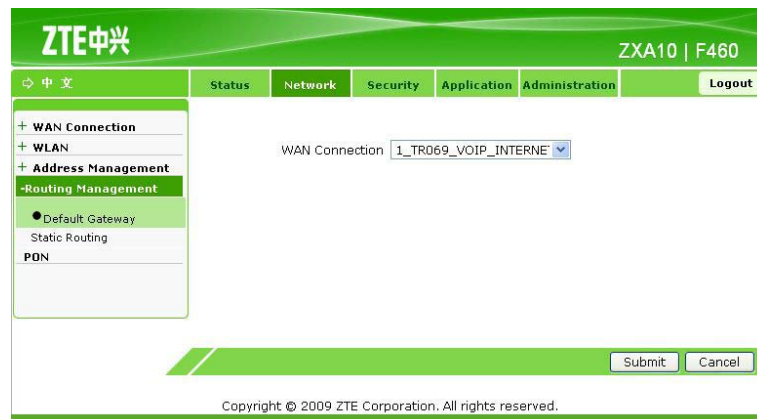 ZTE中兴
ZXA10 | F460
中 文
Status Network Security Application Administration Logout
+ WAN Connection
+ WLAN
+ Address Management
-Routing Management
Default Gateway
Static Routing
PON
WAN Connection 1_TR069_VOIP_INTERNE
Submit Cancel
Copyright © 2009 ZTE Corporation. All rights reserved.